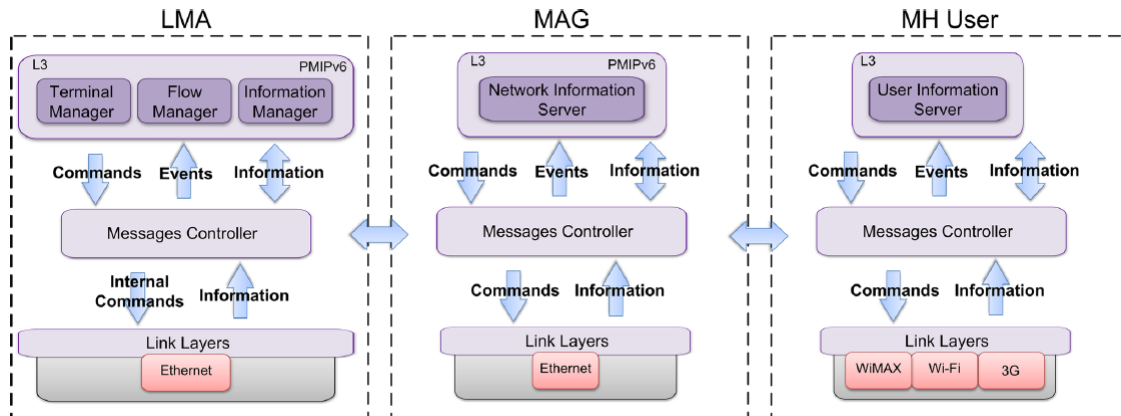 LMA
MAG
MH User
L3
PMIPv6
Terminal
Manager
Flow
Manager
Information
Manager
L3
PMIPv6
Network Information
Server
L3
User Information
Server
Commands
Events
Information
Commands
Events
Information
Commands
Events
Information
Messages Controller
Messages Controller
Messages Controller
Internal
Commands
Information
Commands
Information
Commands
Information
Link Layers
Ethernet
Link Layers
Ethernet
Link Layers
WiMAX
Wi-Fi
3G